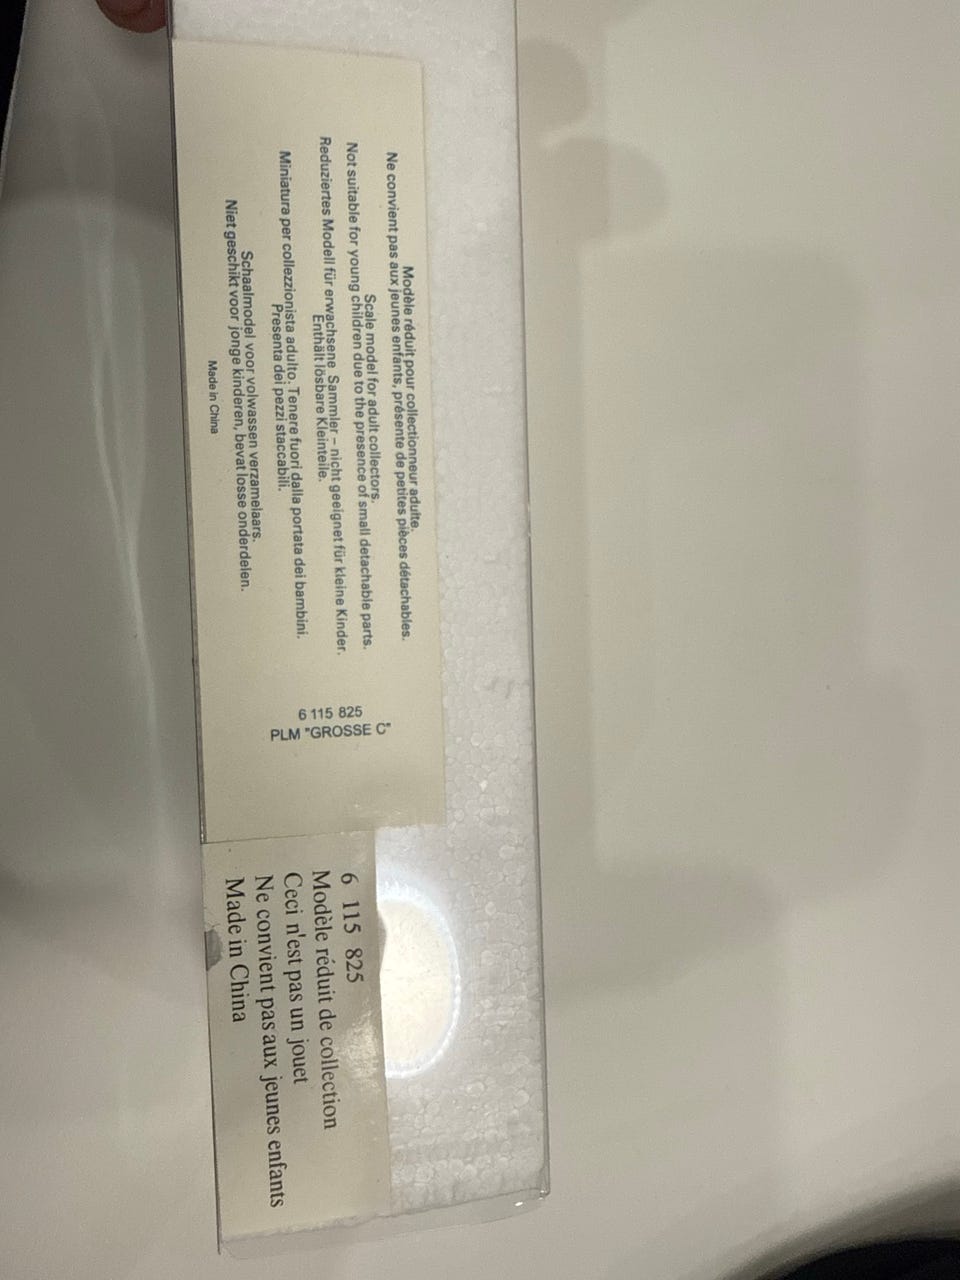 Modèle réduit pour collectionneur adulte.
Ne convient pas aux jeunes enfants, présente de petites pièces détachables.
Scale model for adult collectors.
Not suitable for young children due to the presence of small detachable parts.
Reduziertes Modell für erwachsene Sammler – nicht geeignet für kleine Kinder.
Enthält lösbare Kleinteile.
Miniatura per collezzionista adulto. Tenere fuori dalla portata dei bambini.
Presenta dei pezzi staccabili.
Schaalmodel voor volwassen verzamelaars.
Niet geschikt voor jonge kinderen, bevat losse onderdelen.
Made in China
6 115 825
PLM "GROSSE C"
6 115 825
Modèle réduit de collection
Ceci n'est pas un jouet
Ne convient pas aux jeunes enfants
Made in China